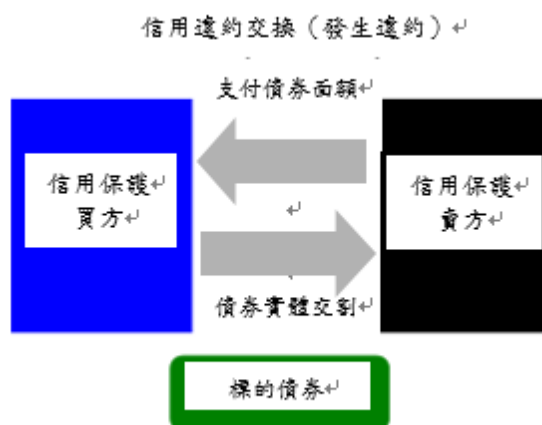 信用違約交換（發生違約）↵
支付債券面額↵
信用保護↵
買方↵
↵
信用保護↵
賣方↵
債券實體交割↵
標的債券↵